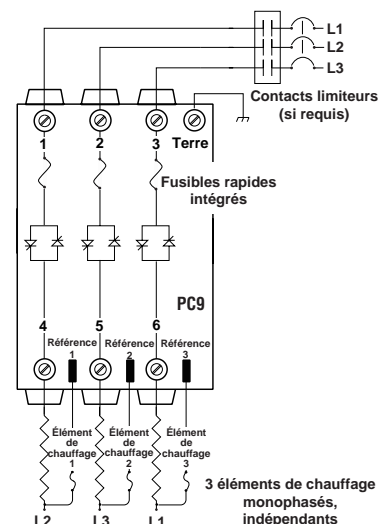 L1
L2
L3
Contacts limiteurs
(si requis)
1 2 3 Terre
Fusibles rapides
intégrés
PC9
4 5 6
Référence
1
Référence
2
Référence
3
Élément
de
chauffage
1
Élément
de
chauffage
2
Élément
de
chauffage
3
3 éléments de chauffage
monophasés,
indépendants
L2 L3 L1